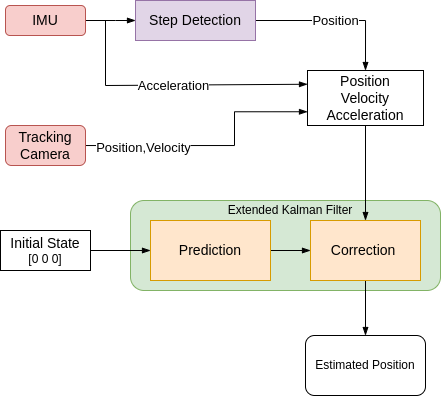 IMU
Step Detection
Position
Acceleration
Position
Velocity
Acceleration
Tracking
Camera
Position,Velocity
Extended Kalman Filter
Initial State
[0 0 0]
Prediction
Correction
Estimated Position